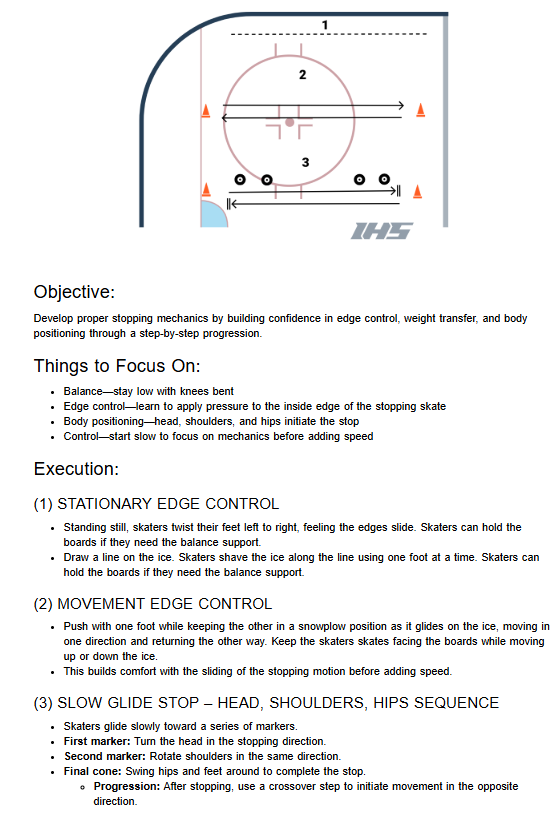 1
2
3
IHS
Objective:
Develop proper stopping mechanics by building confidence in edge control, weight transfer, and body
positioning through a step-by-step progression.
Things to Focus On:
• Balance—stay low with knees bent
• Edge control—learn to apply pressure to the inside edge of the stopping skate
• Body positioning—head, shoulders, and hips initiate the stop
• Control—start slow to focus on mechanics before adding speed
Execution:
(1) STATIONARY EDGE CONTROL
• Standing still, skaters twist their feet left to right, feeling the edges slide. Skaters can hold the
boards if they need the balance support.
• Draw a line on the ice. Skaters shave the ice along the line using one foot at a time. Skaters can
hold the boards if they need the balance support.
(2) MOVEMENT EDGE CONTROL
• Push with one foot while keeping the other in a snowplow position as it glides on the ice, moving in
one direction and returning the other way. Keep the skaters skates facing the boards while moving
up or down the ice.
• This builds comfort with the sliding of the stopping motion before adding speed.
(3) SLOW GLIDE STOP – HEAD, SHOULDERS, HIPS SEQUENCE
• Skaters glide slowly toward a series of markers.
• First marker: Turn the head in the stopping direction.
• Second marker: Rotate shoulders in the same direction.
• Final cone: Swing hips and feet around to complete the stop.
◦ Progression: After stopping, use a crossover step to initiate movement in the opposite
direction.